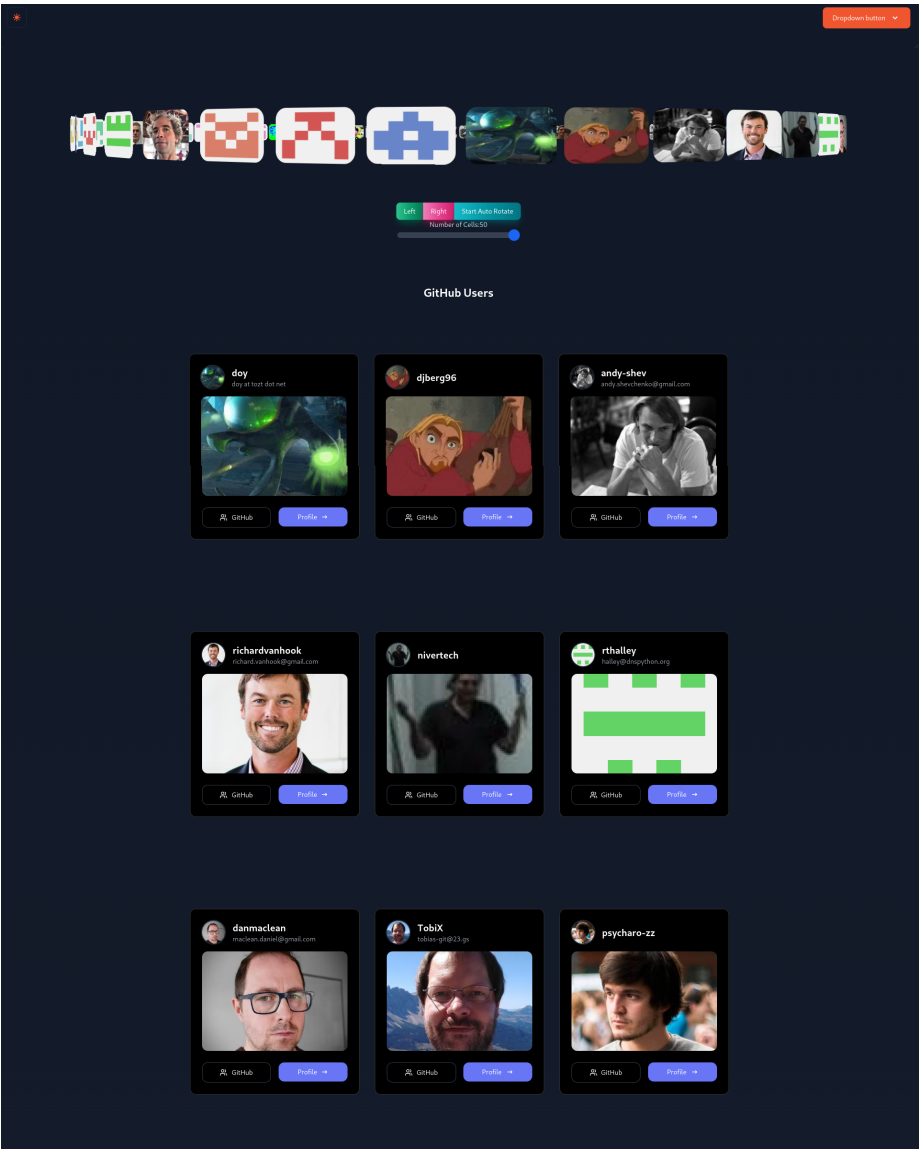 Dropdown button
Left Right Start Auto Rotate
Number of Cells:50
GitHub Users
doy
doy at tozt dot net
GitHub Profile →
djberg96
GitHub Profile →
andy-shev
andy.shevchenko@gmail.com
GitHub Profile →
richardvanhook
richard.vanhook@gmail.com
GitHub Profile →
nivertech
GitHub Profile →
rthalley
halley@dnspython.org
GitHub Profile →
danmaclean
maclean.daniel@gmail.com
GitHub Profile →
TobiX
tobias-git@23.gs
GitHub Profile →
psycharo-zz
GitHub Profile →